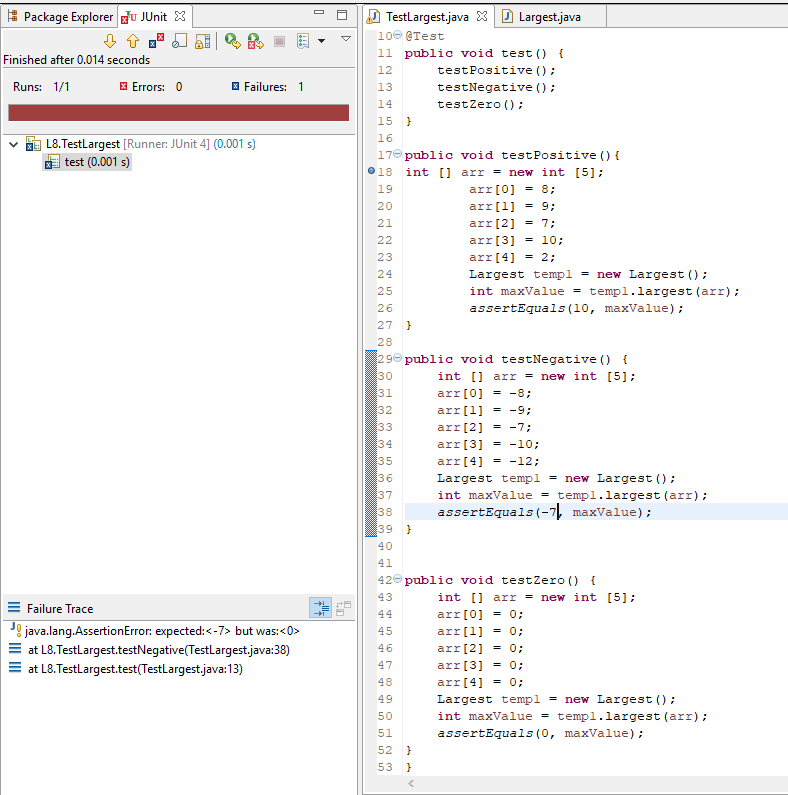 Package Explorer JUnit
Finished after 0.014 seconds
Runs: 1/1 Errors: 0 Failures: 1
L8.TestLargest [Runner: JUnit 4] (0.001 s)
test (0.001 s)
Failure Trace
java.lang.AssertionError: expected:<-7> but was:<0>
at L8.TestLargest.testNegative(TestLargest.java:38)
at L8.TestLargest.test(TestLargest.java:13)
TestLargest.java Largest.java
10 @Test
11 public void test() {
12 testPositive();
13 testNegative();
14 testZero();
15 }
16
17 public void testPositive(){
18 int [] arr = new int [5];
19 arr[0] = 8;
20 arr[1] = 9;
21 arr[2] = 7;
22 arr[3] = 10;
23 arr[4] = 2;
24 Largest temp1 = new Largest();
25 int maxValue = temp1.largest(arr);
26 assertEquals(10, maxValue);
27 }
28
29 public void testNegative() {
30 int [] arr = new int [5];
31 arr[0] = -8;
32 arr[1] = -9;
33 arr[2] = -7;
34 arr[3] = -10;
35 arr[4] = -12;
36 Largest temp1 = new Largest();
37 int maxValue = temp1.largest(arr);
38 assertEquals(-7, maxValue);
39 }
40
41
42 public void testZero() {
43 int [] arr = new int [5];
44 arr[0] = 0;
45 arr[1] = 0;
46 arr[2] = 0;
47 arr[3] = 0;
48 arr[4] = 0;
49 Largest temp1 = new Largest();
50 int maxValue = temp1.largest(arr);
51 assertEquals(0, maxValue);
52 }
53 }